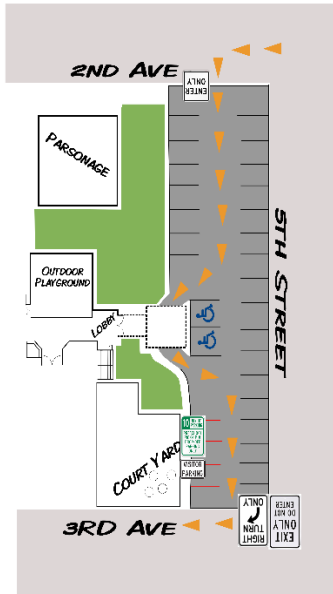 2ND AVE
ENTER
ONLY
PARSONAGE
5TH STREET
OUTDOOR
PLAYGROUND
LOBBY
COURT YARD
10
VISITOR
PARKING
3RD AVE
RIGHT
TURN
ONLY
EXIT
ONLY
DO NOT
ENTER